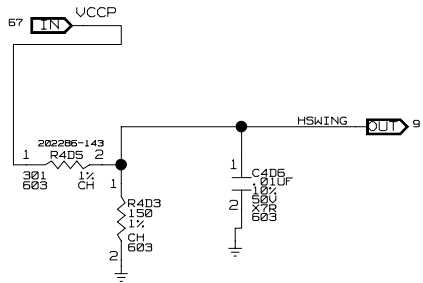 VCCP
67 IN
HSWING OUT 9
202286-143
1 R4D5 2
301 1%
603 CH
1
R4D3
150
1%
CH
603
2
1
C4D6
.01UF
10%
50V
X7R
603
2